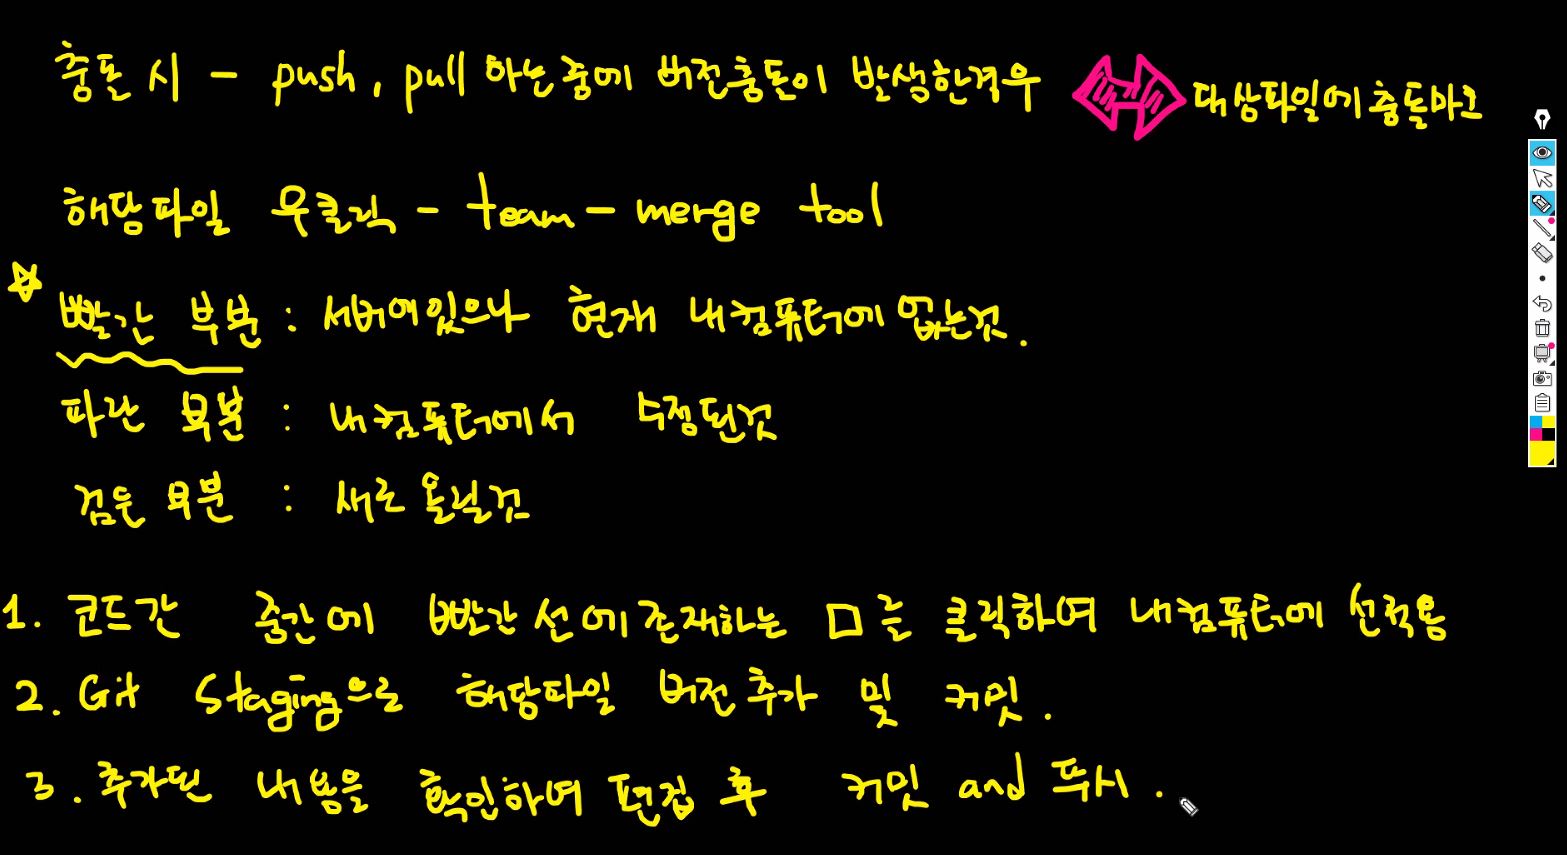 충돌 시 - push, pull 하는중에 버전충돌이 발생한경우 대상파일에충돌마크
해당파일 우클릭 - team - merge tool
빨간 부분 : 서버에있으나 현재 내컴퓨터에 없는것.
파란 부분 : 내컴퓨터에서 수정된것
검은 부분 : 새로 올릴것
1. 코드간 중간에 빨간선에존재하는 □를 클릭하여 내컴퓨터에 선적용
2. Git Staging으로 해당파일 버전추가 및 커밋.
3. 추가된 내용을 확인하여 편집 후 커밋 and 푸시.